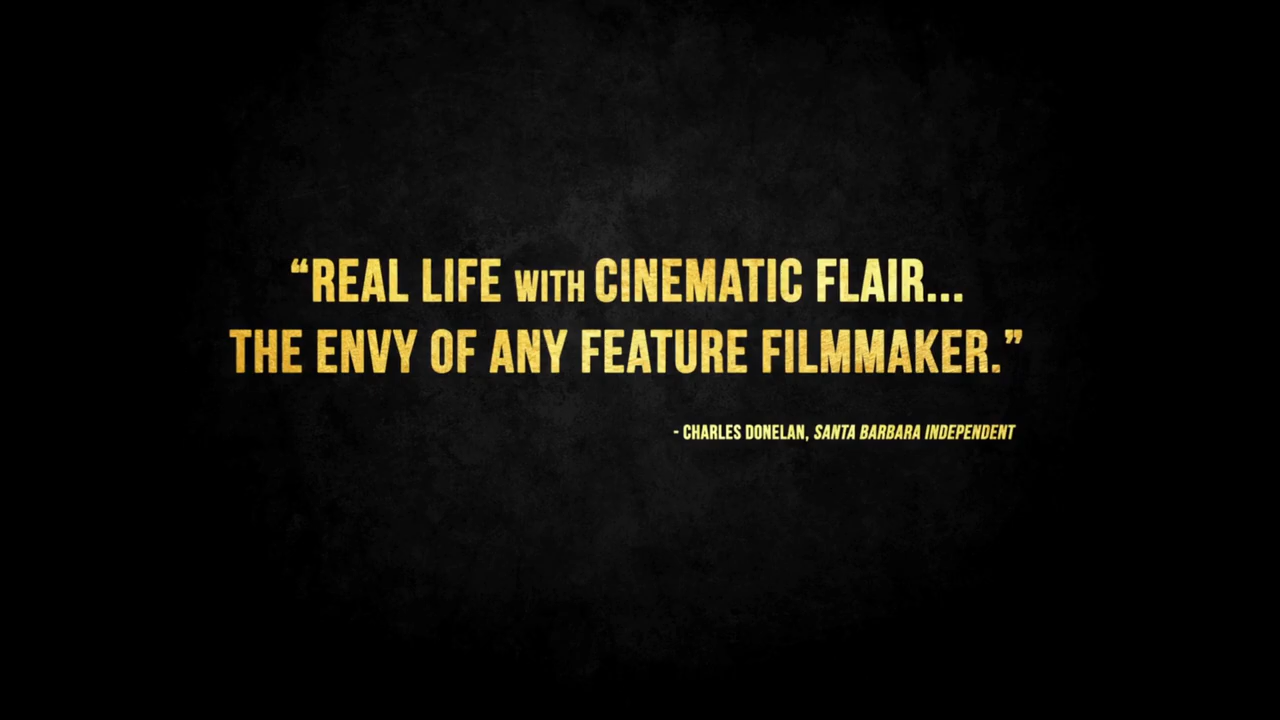 “REAL LIFE WITH CINEMATIC FLAIR...
THE ENVY OF ANY FEATURE FILMMAKER.”
- CHARLES DONELAN, SANTA BARBARA INDEPENDENT